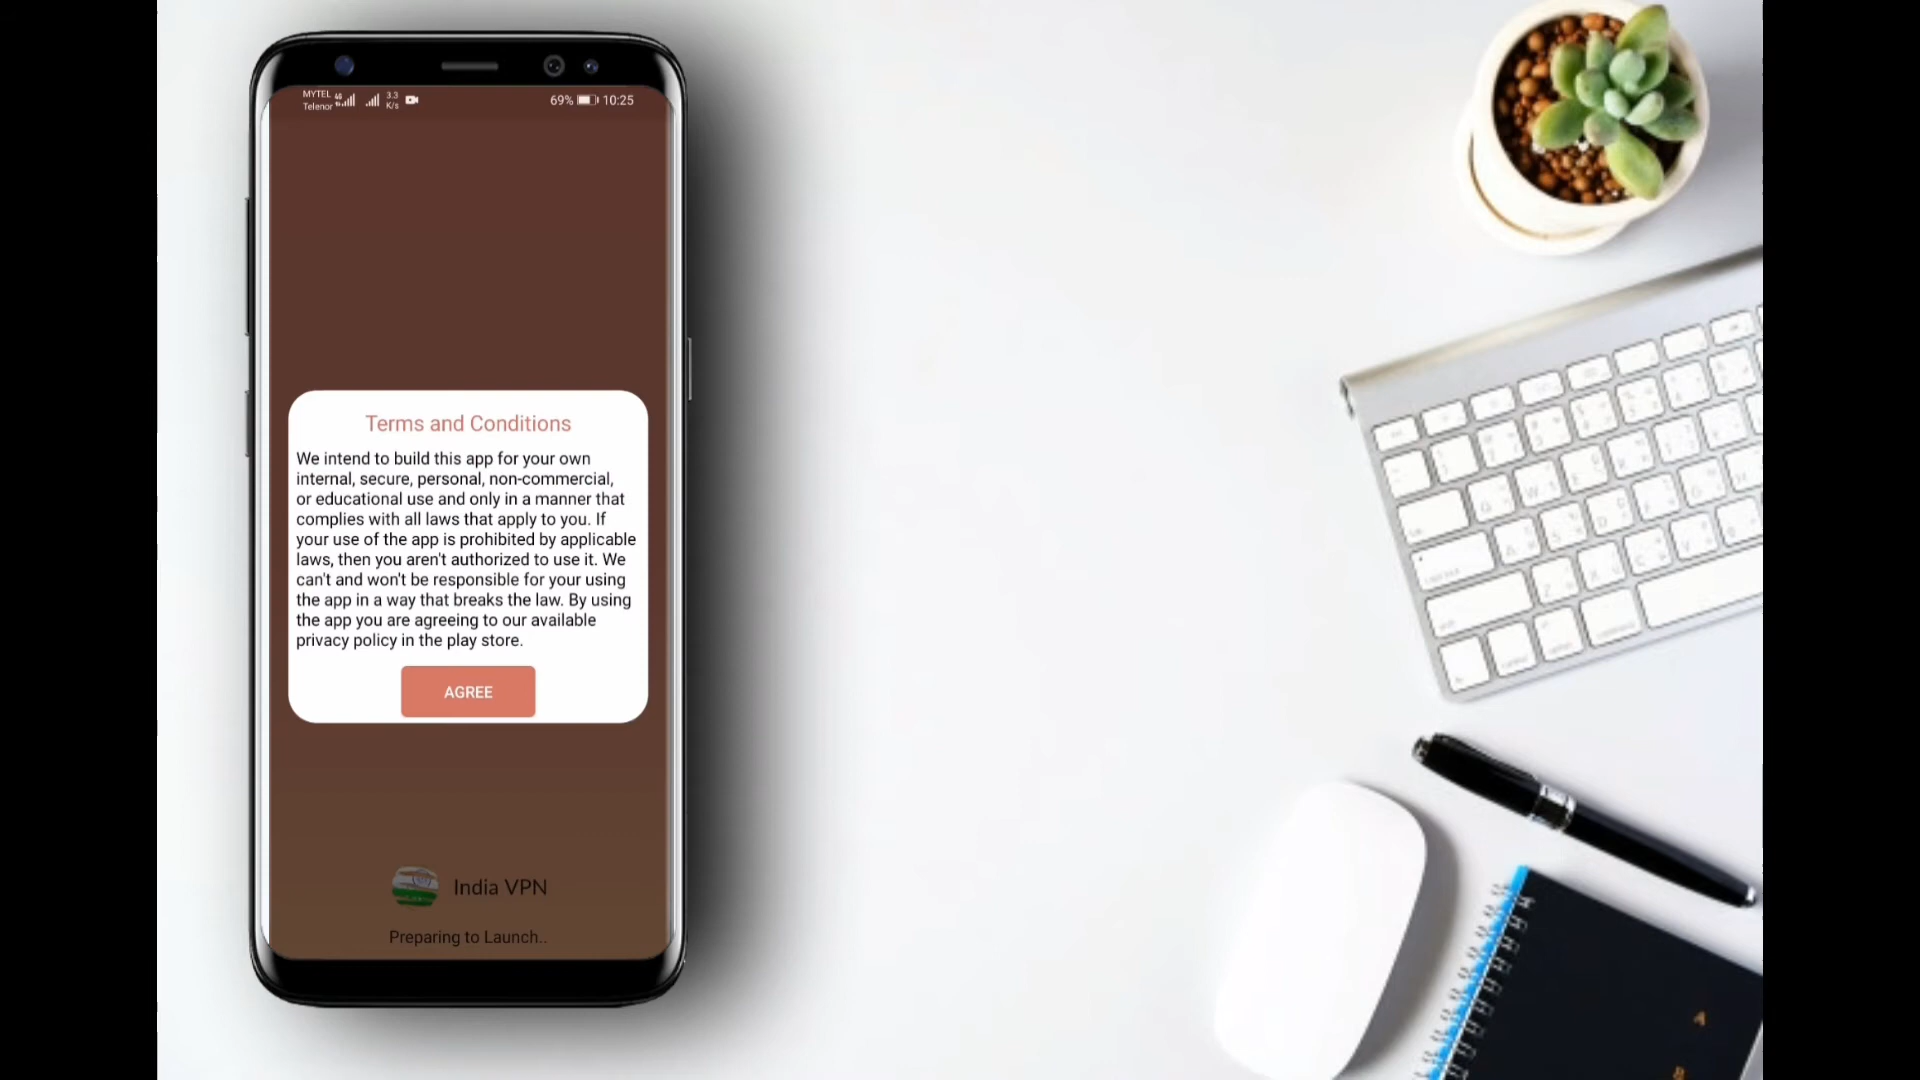 MYTEL
Telenor
4G
3.3
K/s
69%
10:25
Terms and Conditions
We intend to build this app for your own
internal, secure, personal, non-commercial,
or educational use and only in a manner that
complies with all laws that apply to you. If
your use of the app is prohibited by applicable
laws, then you aren't authorized to use it. We
can't and won't be responsible for your using
the app in a way that breaks the law. By using
the app you are agreeing to our available
privacy policy in the play store.
AGREE
India VPN
Preparing to Launch..
A
B